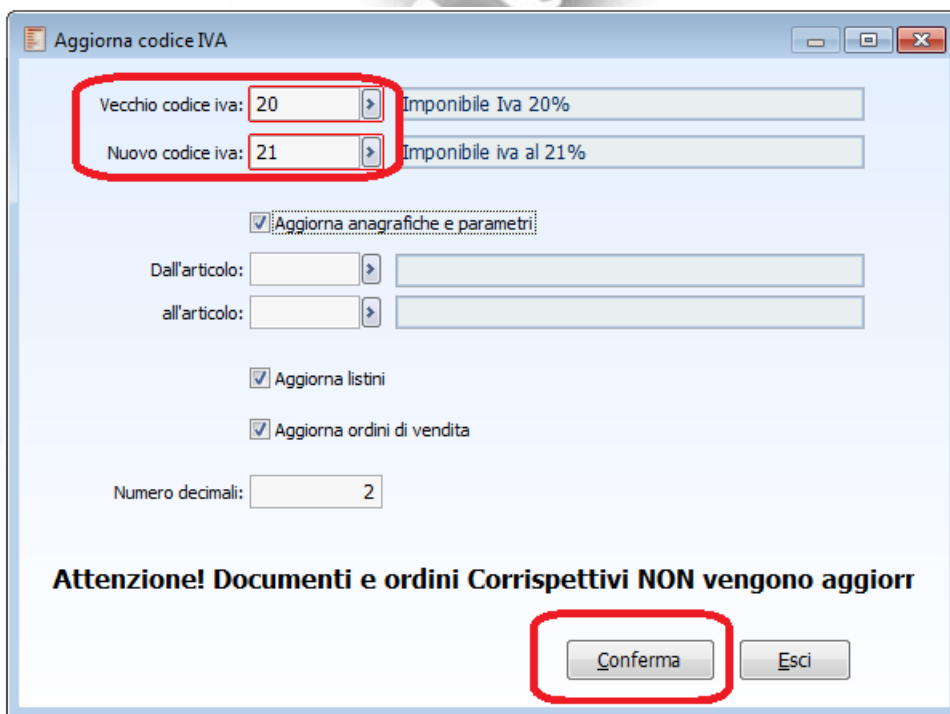 Aggiorna codice IVA
Vecchio codice iva: 20 Imponibile Iva 20%
Nuovo codice iva: 21 Imponibile iva al 21%
Aggiorna anagrafiche e parametri
Dall'articolo:
all'articolo:
Aggiorna listini
Aggiorna ordini di vendita
Numero decimali: 2
Attenzione! Documenti e ordini Corrispettivi NON vengono
Conferma Esci